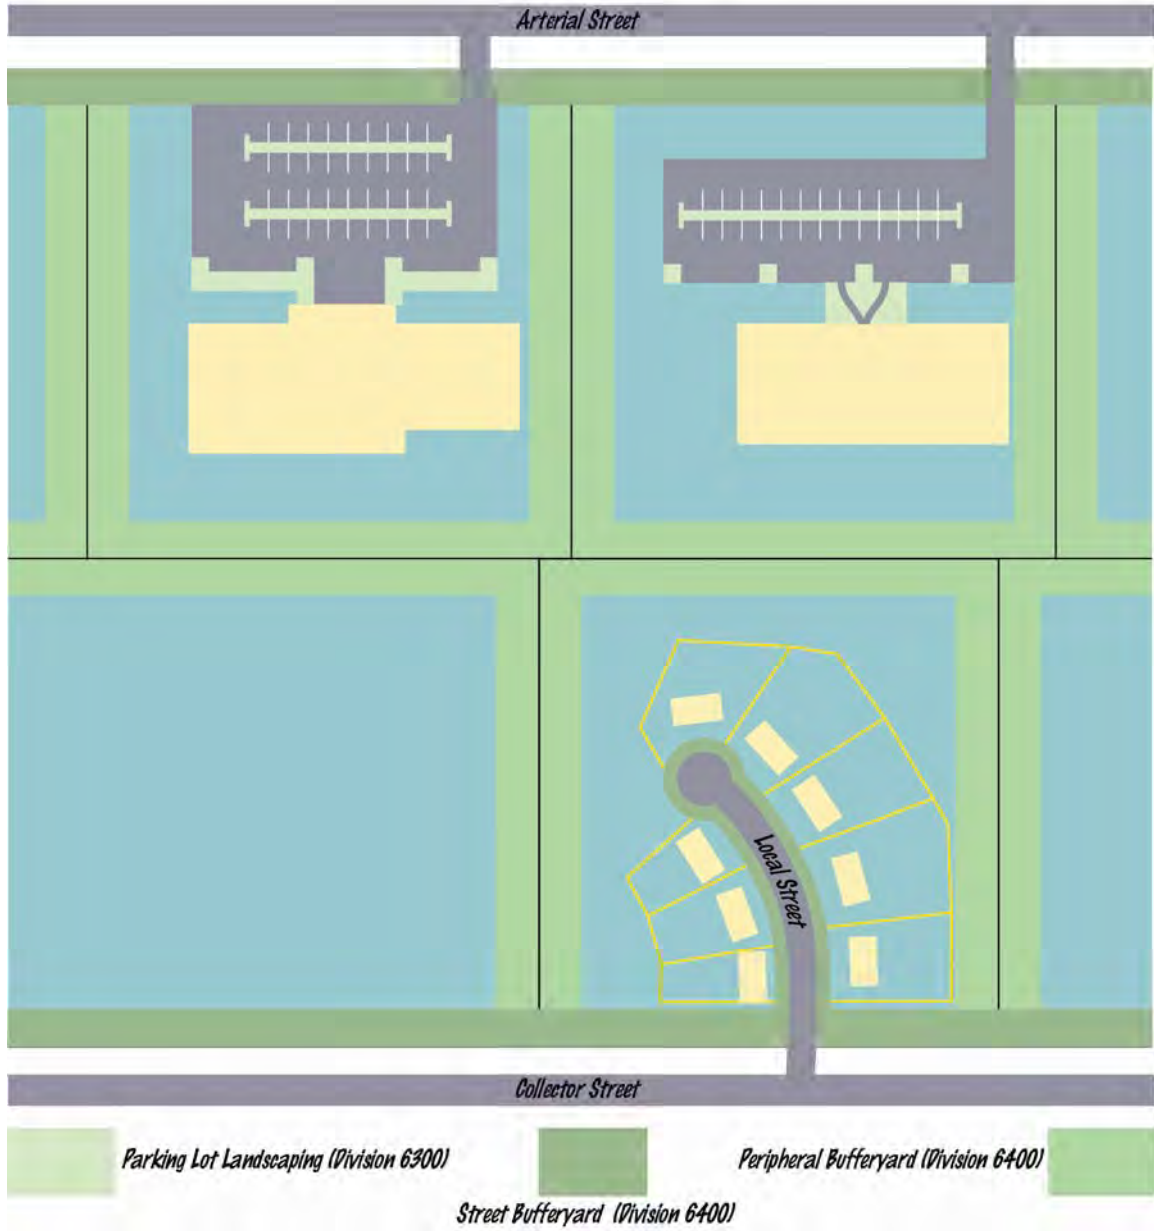 Arterial Street
Local Street
Collector Street
Parking Lot Landscaping (Division 6300)
Peripheral Bufferyard (Division 6400)
Street Bufferyard (Division 6400)